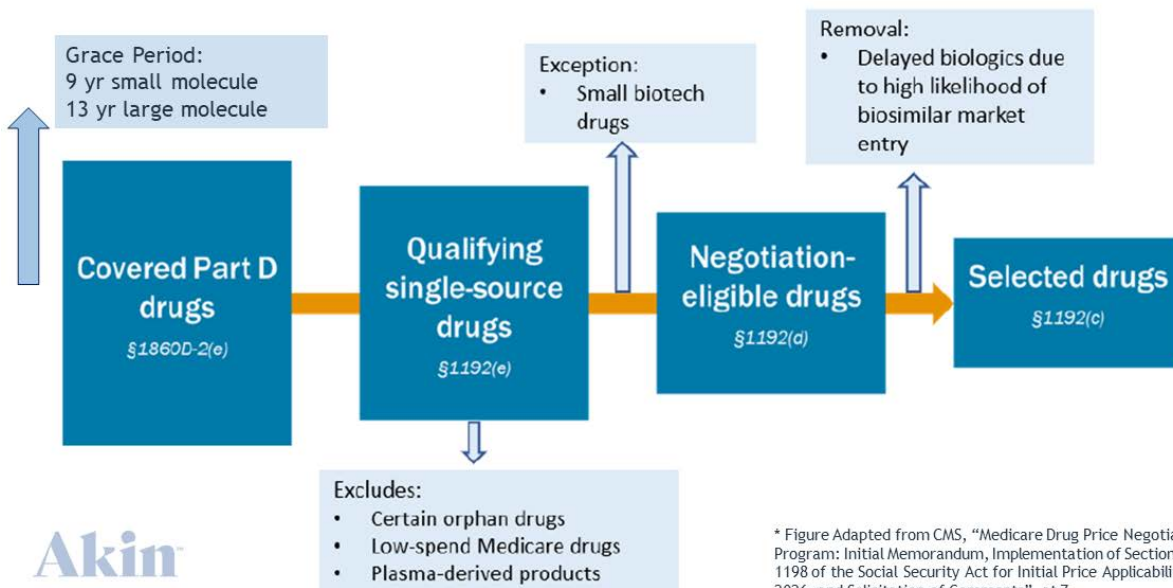 Grace Period:
9 yr small molecule
13 yr large molecule
Exception:
• Small biotech
drugs
Removal:
• Delayed biologics due
to high likelihood of
biosimilar market
entry
Covered Part D
drugs
§1860D-2(e)
Qualifying
single-source
drugs
§1192(e)
Negotiation-
eligible drugs
§1192(d)
Selected drugs
§1192(c)
Excludes:
• Certain orphan drugs
• Low-spend Medicare drugs
• Plasma-derived products
Akin
* Figure Adapted from CMS, "Medicare Drug Price
Program: Initial Memorandum, Implementation of
1198 of the Social Security Act for Initial Price